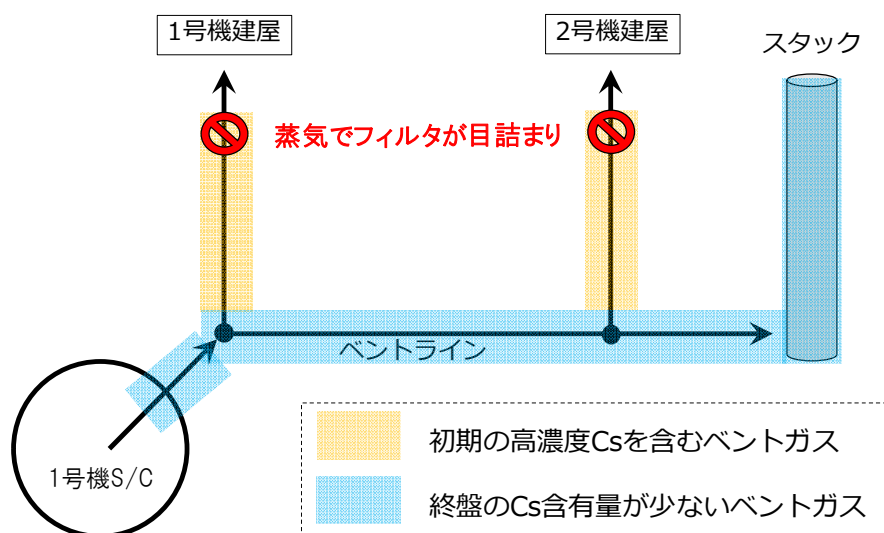 1号機建屋
2号機建屋
スタック
蒸気でフィルタが目詰まり
ベントライン
1号機S/C
初期の高濃度Csを含むベントガス
終盤のCs含有量が少ないベントガス